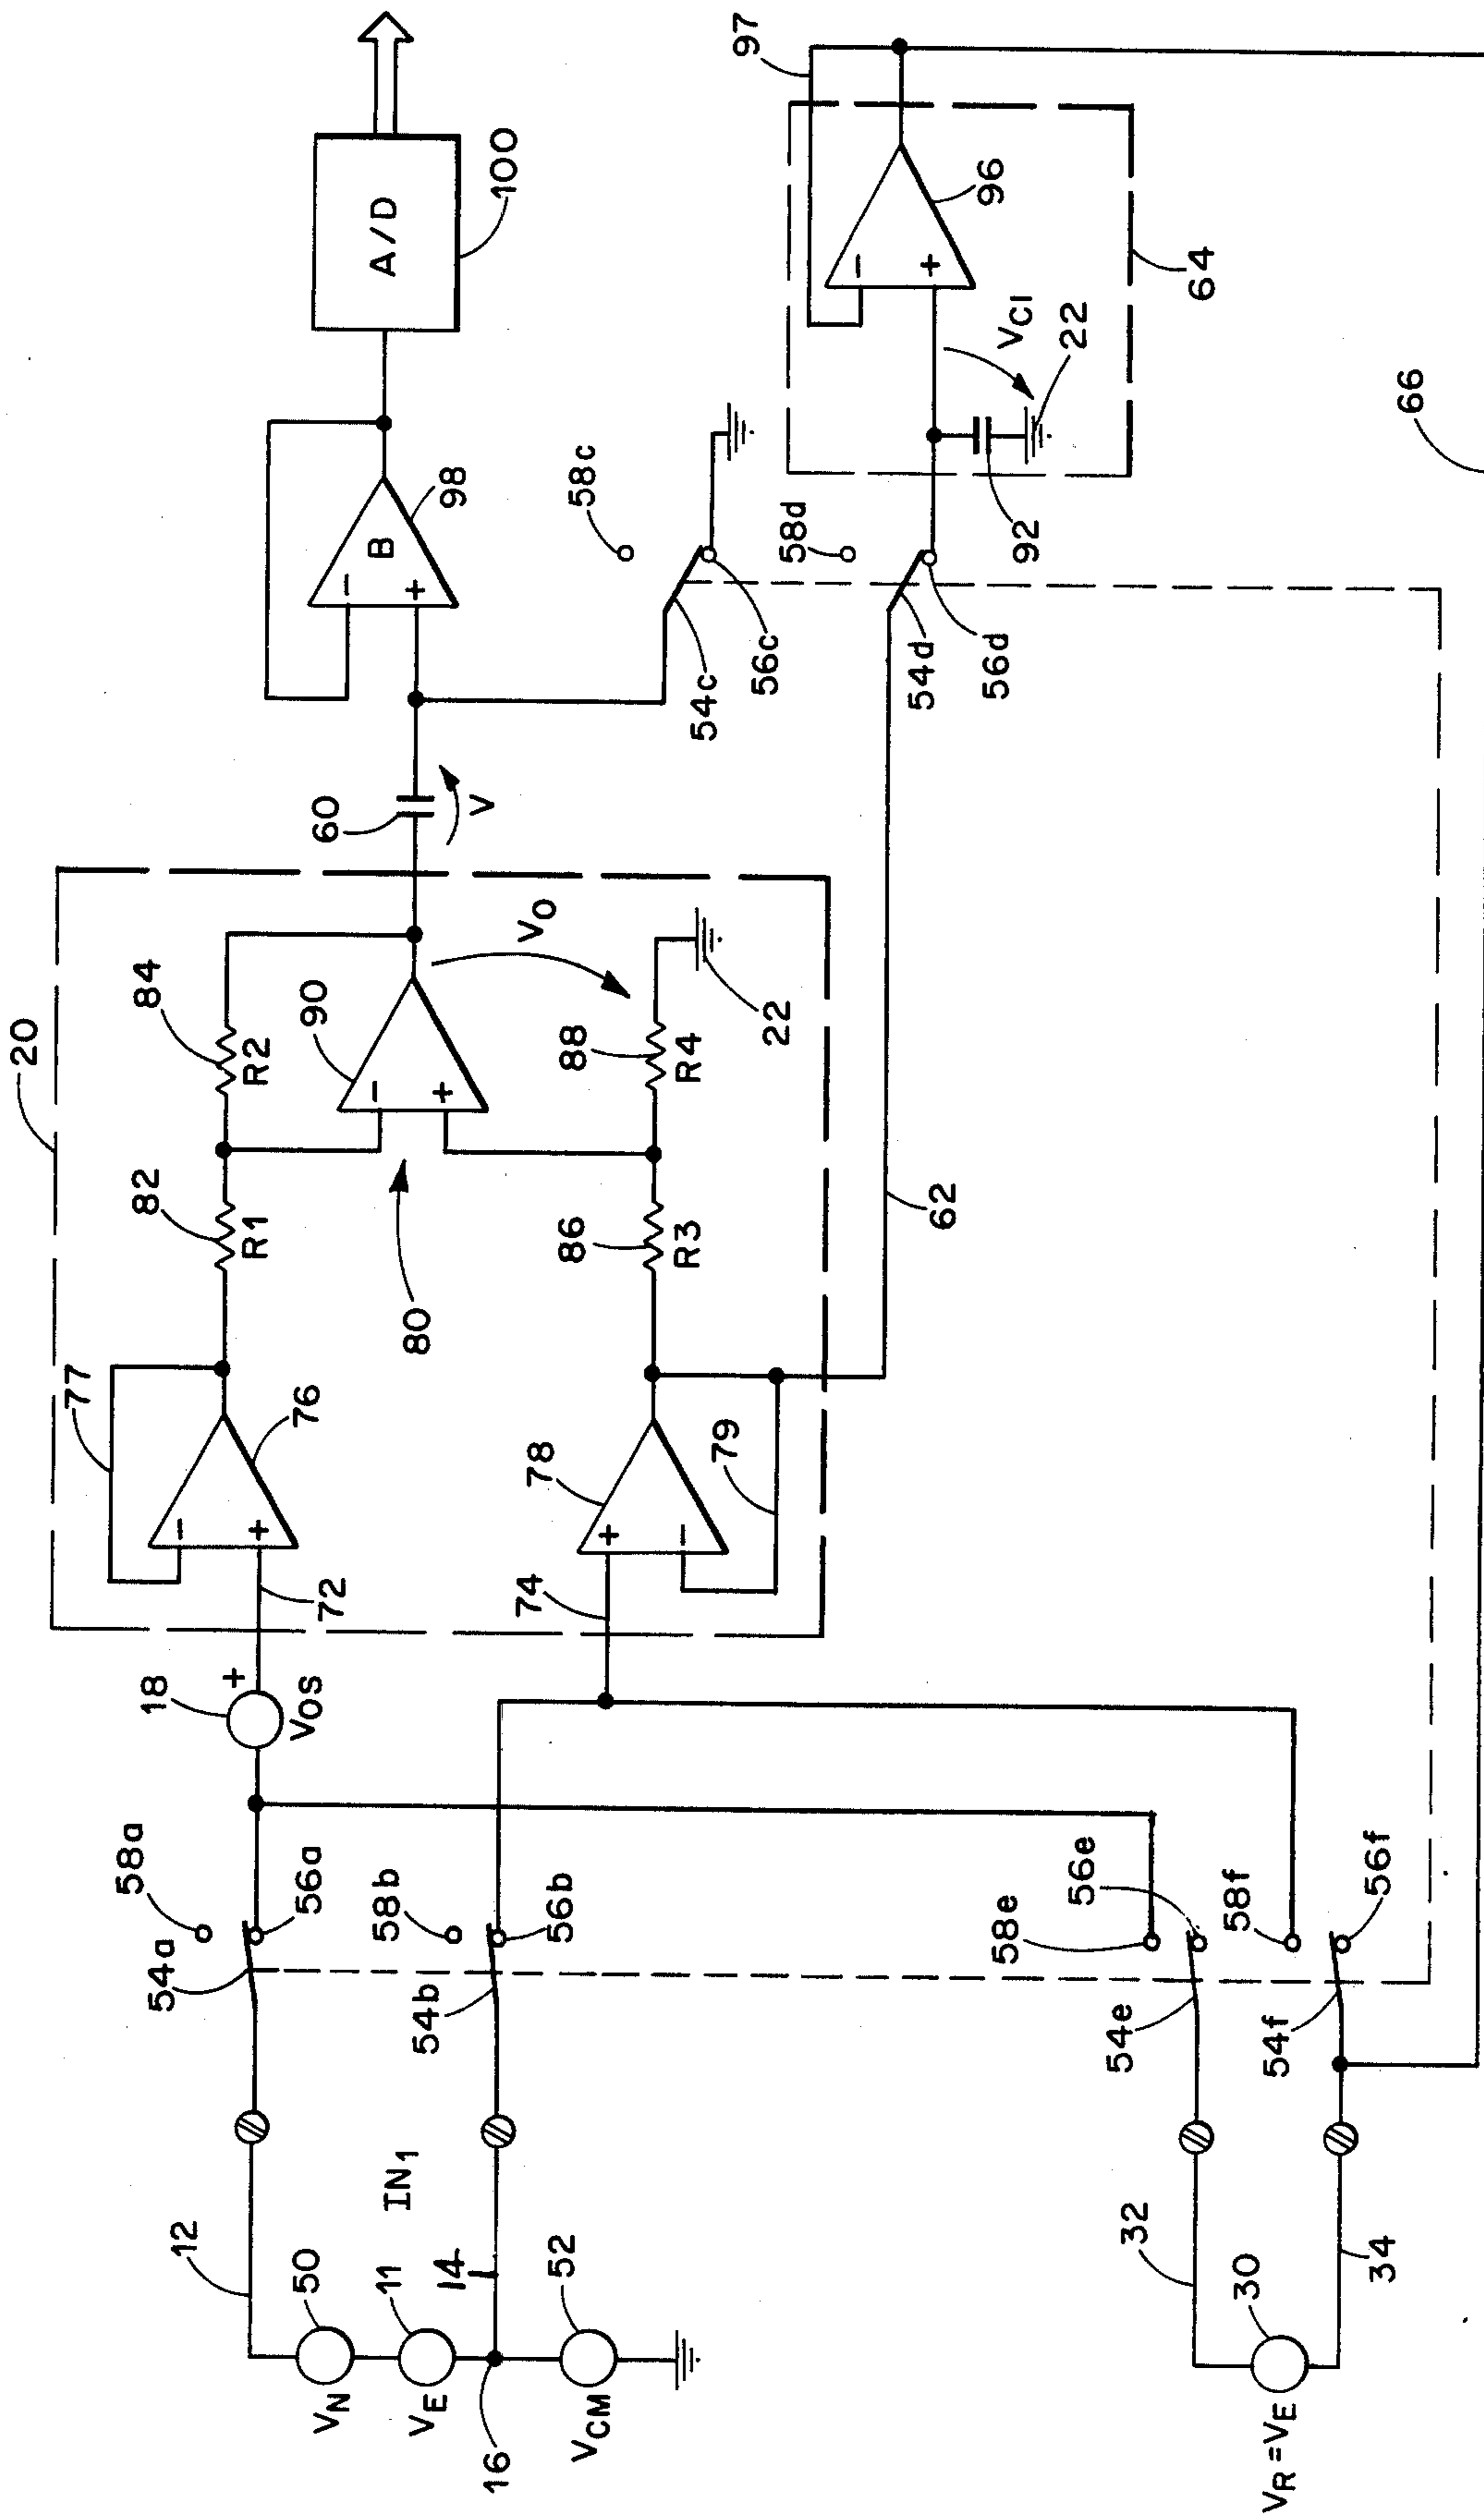 20
77
84
82
R2
R1
72
76
18
+
VOS
58a
54a
56a
12
50
VN
11
VE
IN1
14
16
52
VCM
58b
54b
56b
74
78
79
80
86
R3
88
R4
90
VO
22
62
60
V
98
B
A/D
100
58c
54c
56c
58d
54d
56d
92
22
VC1
96
97
64
66
58e
56e
54e
58f
56f
54f
32
34
30
VR=VE
-
+
+
-
-
+
-
+
-
+